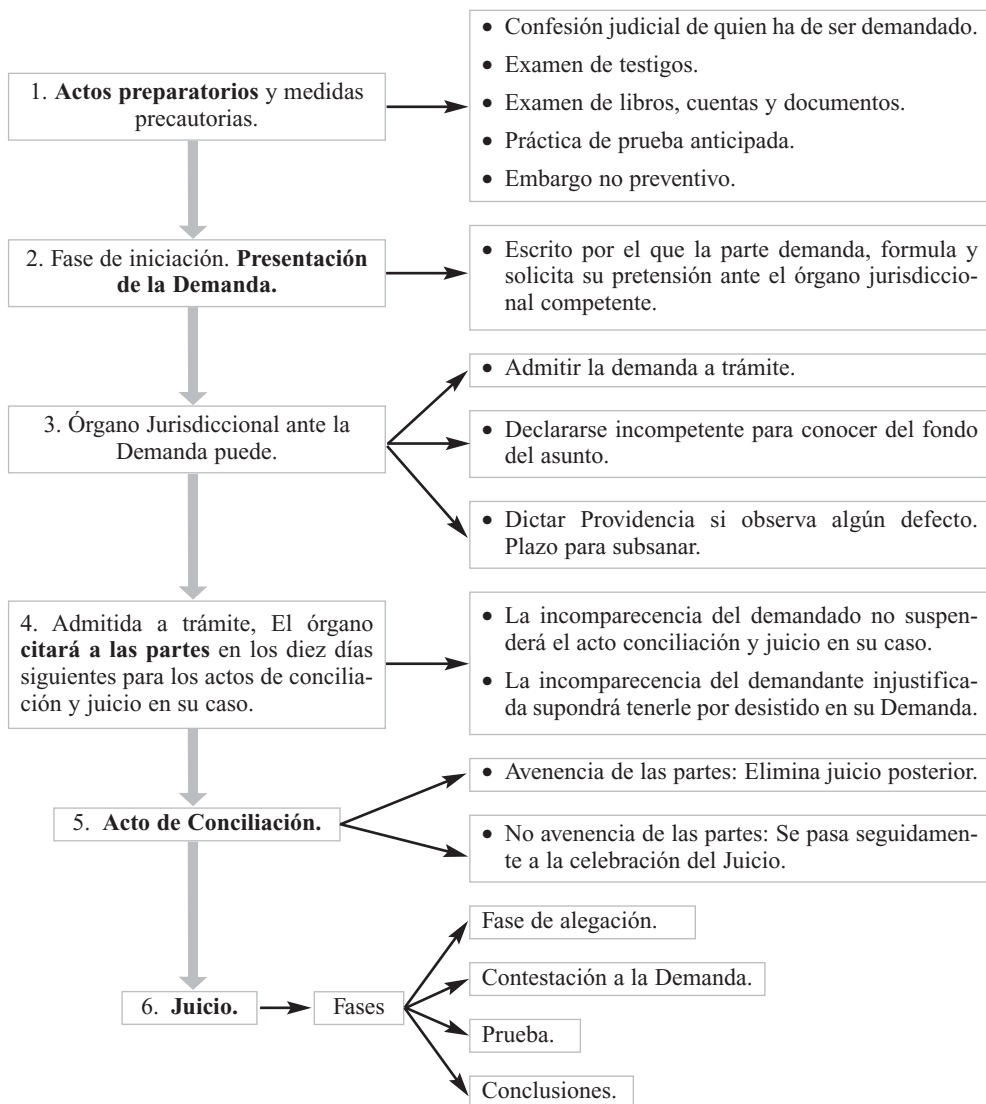 • Confesión judicial de quien ha de ser demandado.
• Examen de testigos.
• Examen de libros, cuentas y documentos.
• Práctica de prueba anticipada.
• Embargo no preventivo.
1. Actos preparatorios y medidas
precautorias.
2. Fase de iniciación. Presentación
de la Demanda.
• Escrito por el que la parte demanda, formula y
solicita su pretensión ante el órgano jurisdiccio-
nal competente.
3. Órgano Jurisdiccional ante la
Demanda puede.
• Admitir la demanda a trámite.
• Declararse incompetente para conocer del fondo
del asunto.
• Dictar Providencia si observa algún defecto.
Plazo para subsanar.
4. Admitida a trámite, El órgano
citará a las partes en los diez días
siguientes para los actos de concilia-
ción y juicio en su caso.
• La incomparecencia del demandado no suspen-
derá el acto conciliación y juicio en su caso.
• La incomparecencia del demandante injustifica-
da supondrá tenerle por desistido en su Demanda.
5. Acto de Conciliación.
• Avenencia de las partes: Elimina juicio posterior.
• No avenencia de las partes: Se pasa seguidamen-
te a la celebración del Juicio.
6. Juicio.
Fases
Fase de alegación.
Contestación a la Demanda.
Prueba.
Conclusiones.